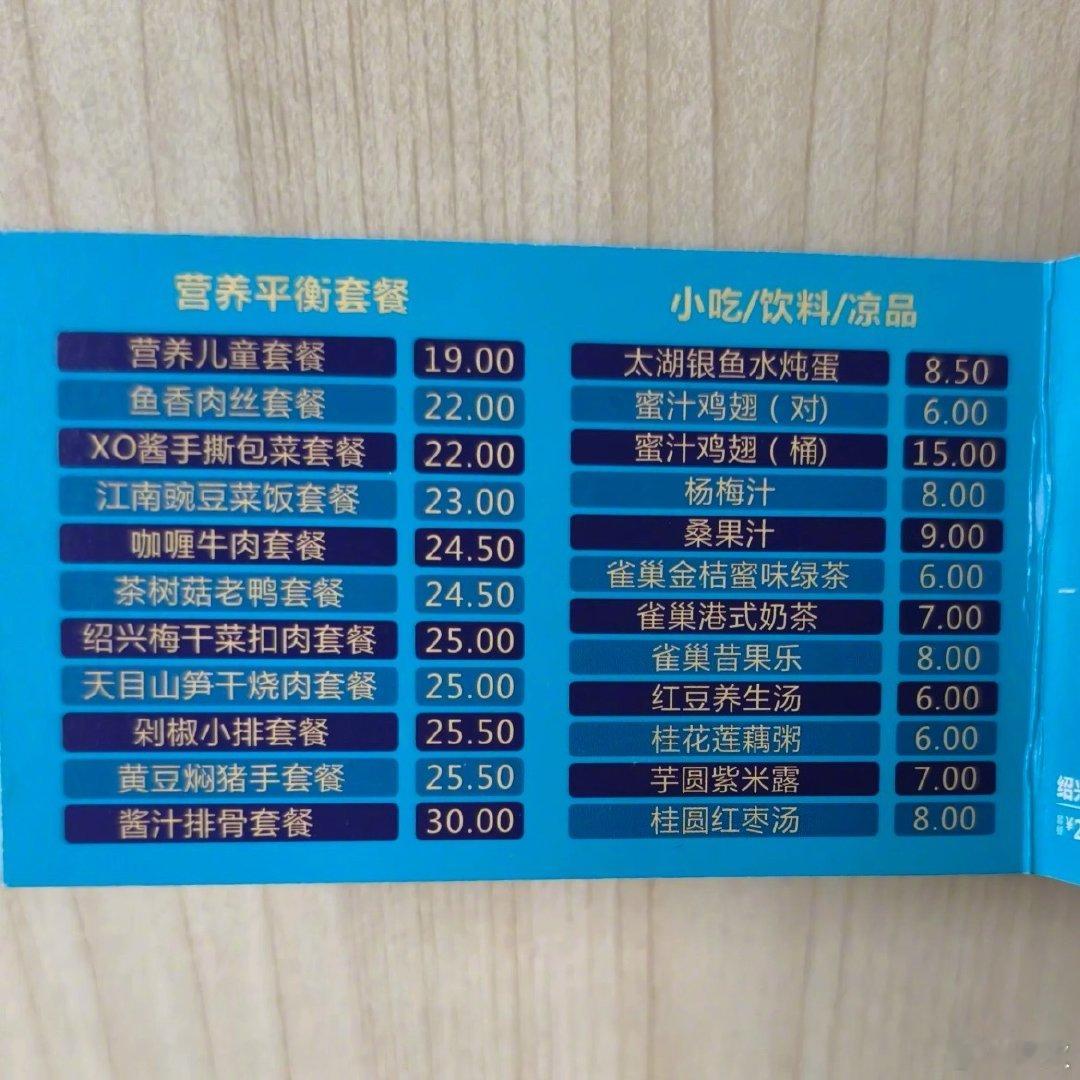 营养平衡套餐
营养儿童套餐 19.00
鱼香肉丝套餐 22.00
XO酱手撕包菜套餐 22.00
江南豌豆菜饭套餐 23.00
咖喱牛肉套餐 24.50
茶树菇老鸭套餐 24.50
绍兴梅干菜扣肉套餐 25.00
天目山笋干烧肉套餐 25.00
剁椒小排套餐 25.50
黄豆焖猪手套餐 25.50
酱汁排骨套餐 30.00
小吃/饮料/凉品
太湖银鱼水炖蛋 8.50
蜜汁鸡翅（对) 6.00
蜜汁鸡翅（桶) 15.00
杨梅汁 8.00
桑果汁 9.00
雀巢金桔蜜味绿茶 6.00
雀巢港式奶茶 7.00
雀巢昔果乐 8.00
红豆养生汤 6.00
桂花莲藕粥 6.00
芋圆紫米露 7.00
桂圆红枣汤 8.00